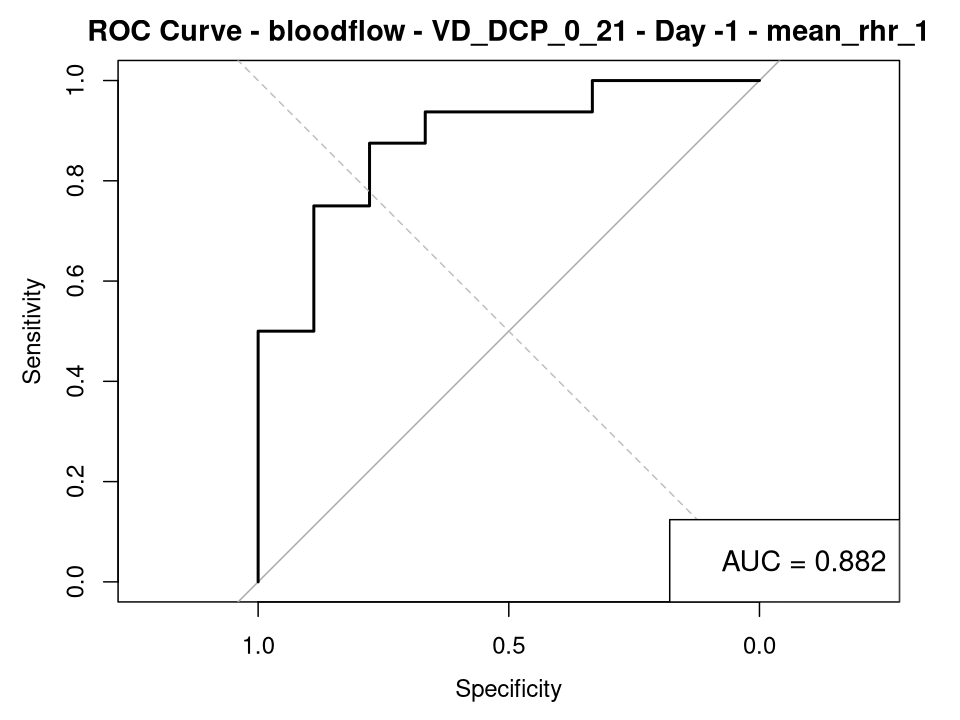 ROC Curve - bloodflow - VD_DCP_0_21 - Day -1 - mean_rhr_1
1.0
0.8
0.6
0.4
0.2
0.0
Sensitivity
AUC = 0.882
1.0 0.5 0.0
Specificity